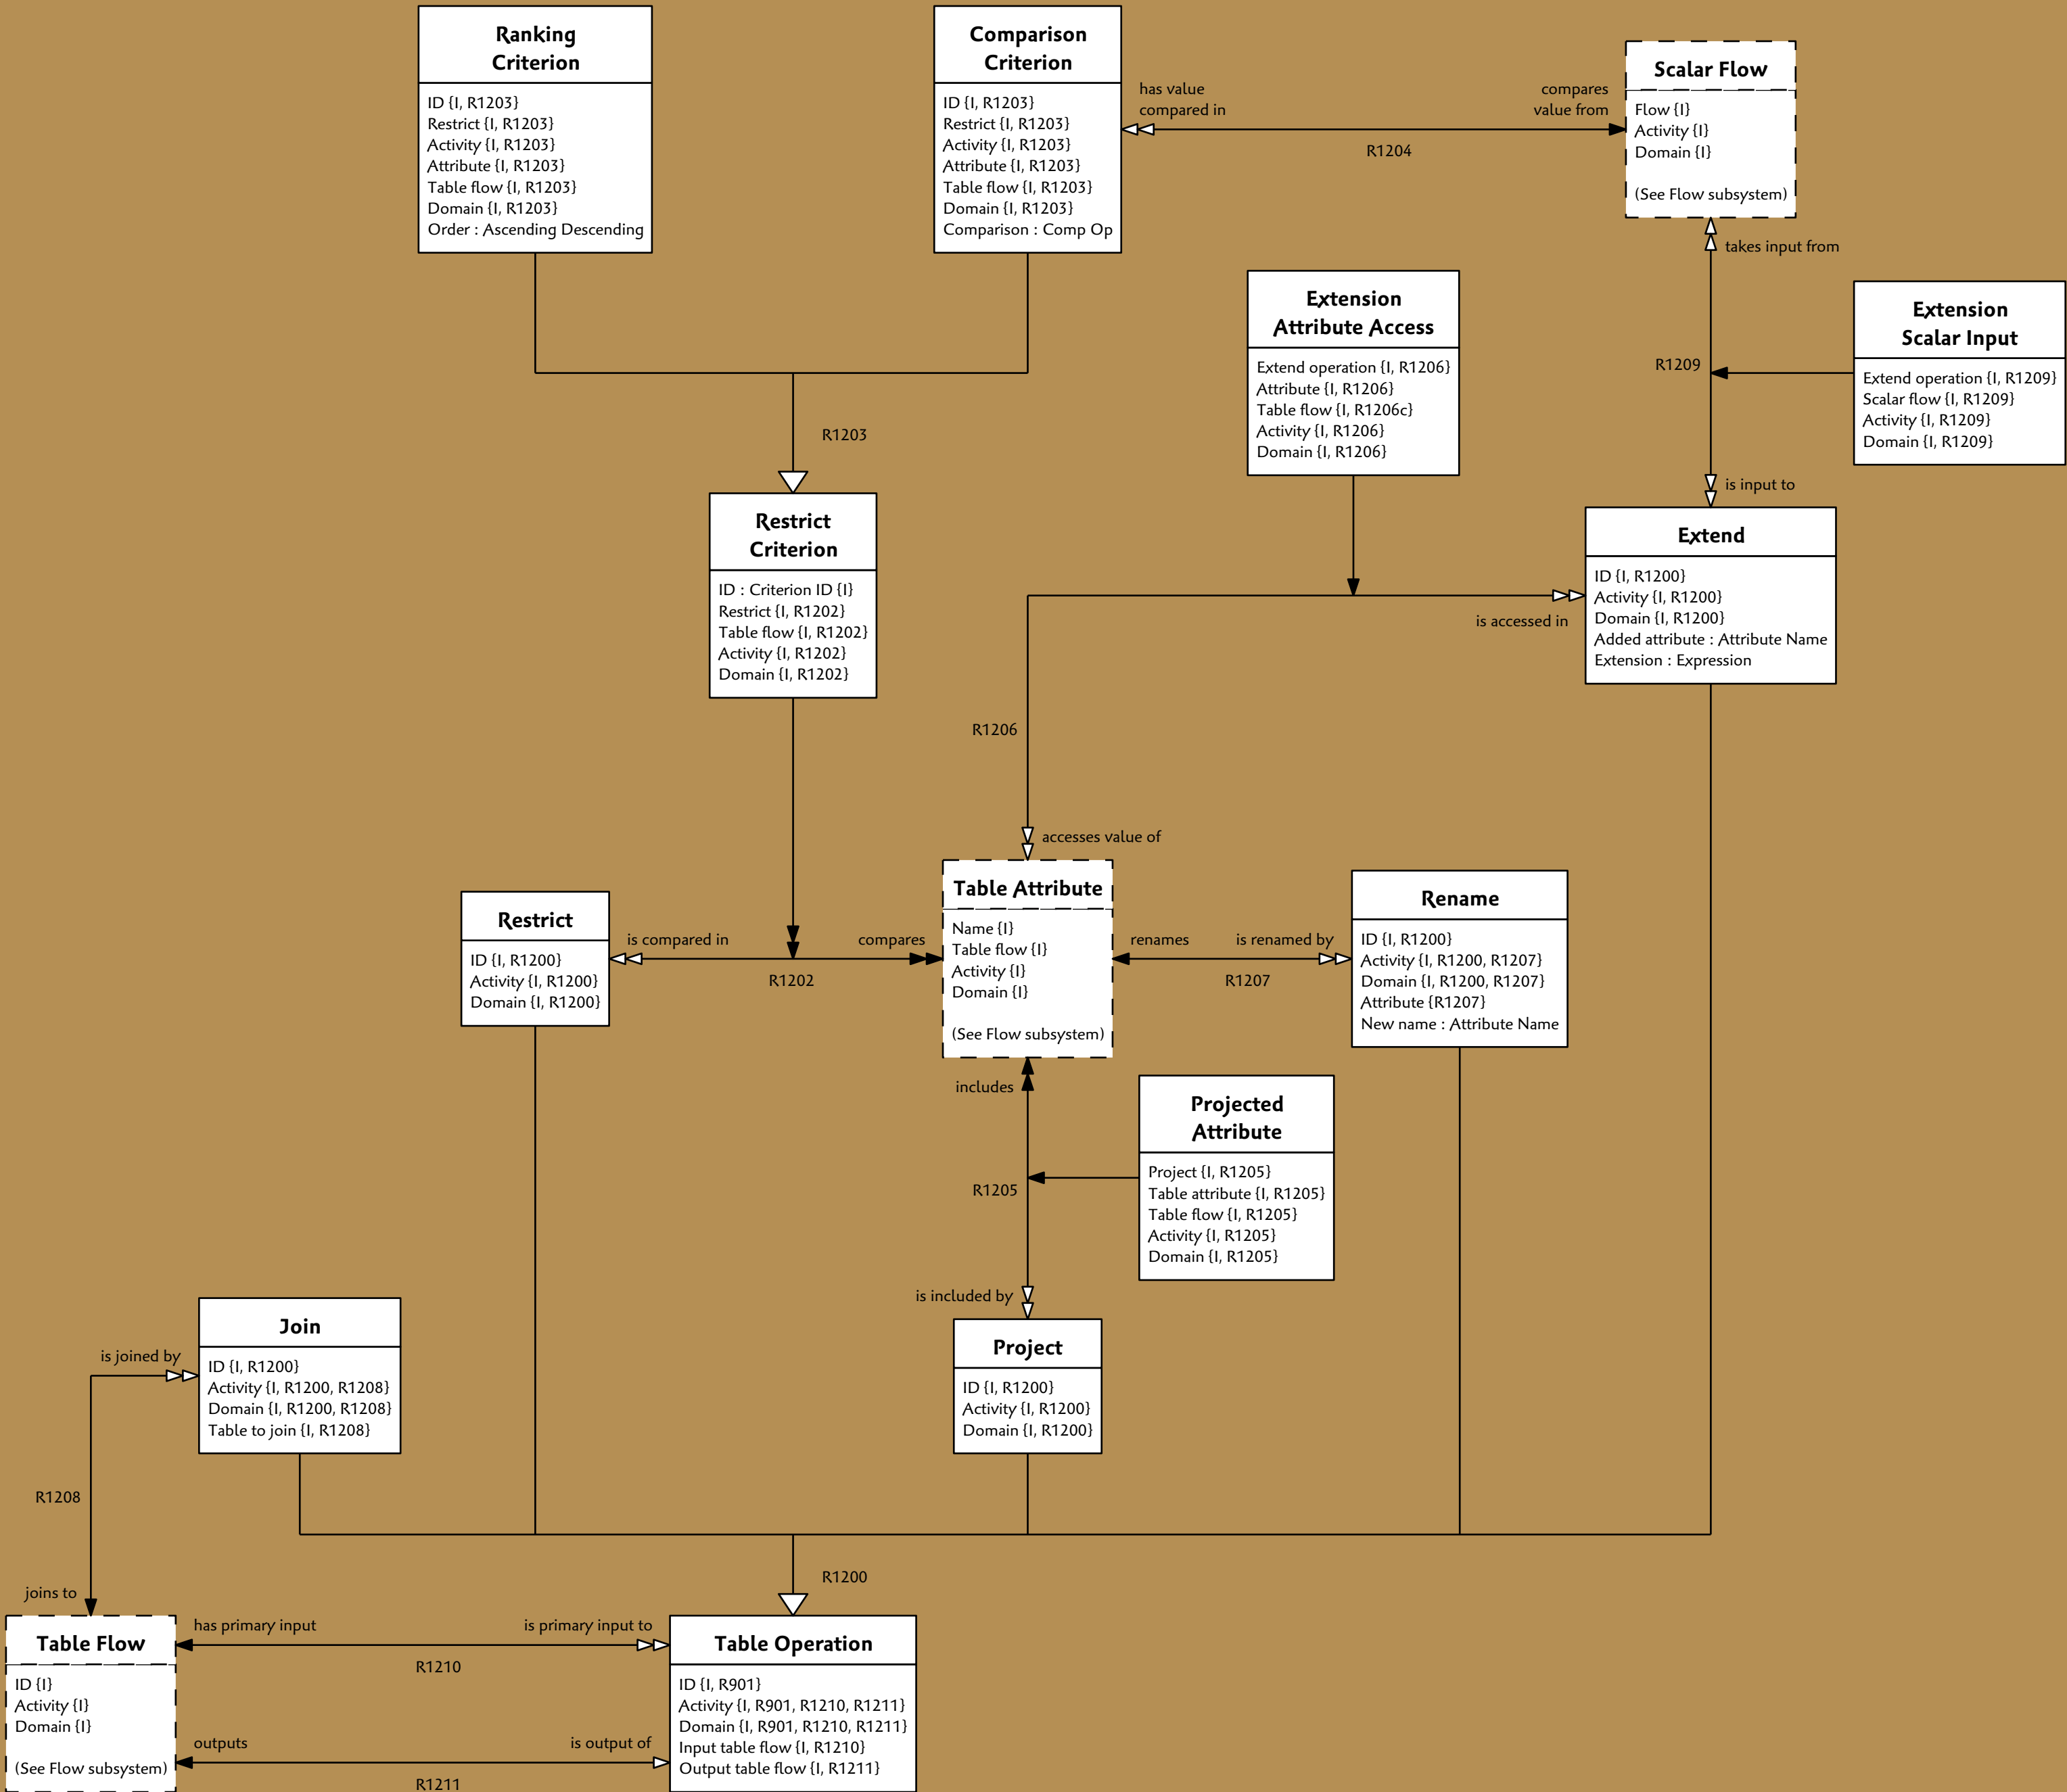 Ranking
Criterion
ID {I, R1203}
Restrict {I, R1203}
Activity {I, R1203}
Attribute {I, R1203}
Table flow {I, R1203}
Domain {I, R1203}
Order : Ascending Descending
Comparison
Criterion
ID {I, R1203}
Restrict {I, R1203}
Activity {I, R1203}
Attribute {I, R1203}
Table flow {I, R1203}
Domain {I, R1203}
Comparison : Comp Op
has value
compared in
compares
value from
R1204
Scalar Flow
Flow {I}
Activity {I}
Domain {I}
(See Flow subsystem)
takes input from
Extension
Attribute Access
Extend operation {I, R1206}
Attribute {I, R1206}
Table flow {I, R1206c}
Activity {I, R1206}
Domain {I, R1206}
R1209
Extension
Scalar Input
Extend operation {I, R1209}
Scalar flow {I, R1209}
Activity {I, R1209}
Domain {I, R1209}
is input to
R1203
Restrict
Criterion
ID : Criterion ID {I}
Restrict {I, R1202}
Table flow {I, R1202}
Activity {I, R1202}
Domain {I, R1202}
Extend
ID {I, R1200}
Activity {I, R1200}
Domain {I, R1200}
Added attribute : Attribute Name
Extension : Expression
is accessed in
R1206
accesses value of
Restrict
ID {I, R1200}
Activity {I, R1200}
Domain {I, R1200}
is compared in
compares
R1202
Table Attribute
Name {I}
Table flow {I}
Activity {I}
Domain {I}
(See Flow subsystem)
renames
is renamed by
R1207
Rename
ID {I, R1200}
Activity {I, R1200, R1207}
Domain {I, R1200, R1207}
Attribute {R1207}
New name : Attribute Name
includes
R1205
Projected
Attribute
Project {I, R1205}
Table attribute {I, R1205}
Table flow {I, R1205}
Activity {I, R1205}
Domain {I, R1205}
is included by
Project
ID {I, R1200}
Activity {I, R1200}
Domain {I, R1200}
Join
ID {I, R1200}
Activity {I, R1200, R1208}
Domain {I, R1200, R1208}
Table to join {I, R1208}
is joined by
R1208
joins to
R1200
Table Flow
ID {I}
Activity {I}
Domain {I}
(See Flow subsystem)
has primary input
is primary input to
R1210
outputs
is output of
R1211
Table Operation
ID {I, R901}
Activity {I, R901, R1210, R1211}
Domain {I, R901, R1210, R1211}
Input table flow {I, R1210}
Output table flow {I, R1211}